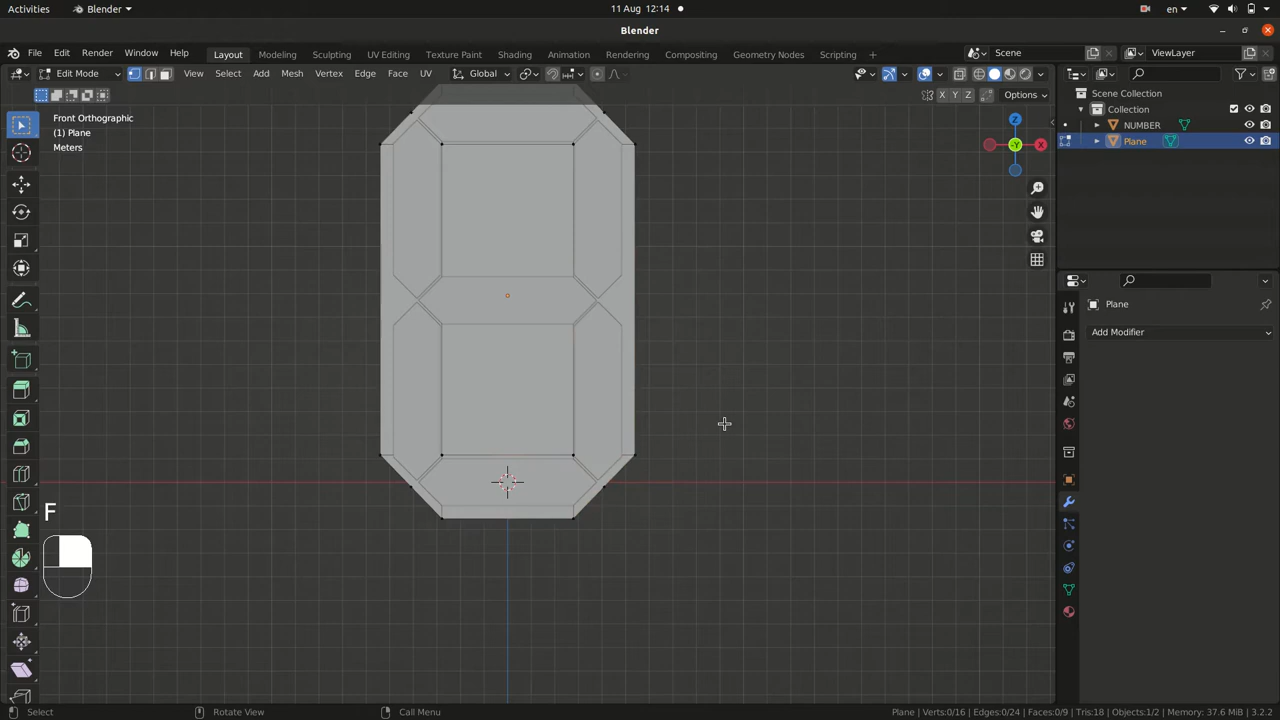 Activities Blender 11 Aug 12:14 en
Blender
File Edit Render Window Help Layout Modeling Sculpting UV Editing Texture Paint Shading Animation Rendering Compositing Geometry Nodes Scripting + Scene ViewLayer
Edit Mode View Select Add Mesh Vertex Edge Face UV Global
X Y Z Options
Front Orthographic
(1) Plane
Meters
Z
-Y
X
F
Scene Collection
Collection
NUMBER
Plane
Plane
Add Modifier
Select Rotate View Call Menu Plane | Verts:0/16 | Edges:0/24 | Faces:0/9 | Tris:18 | Objects:1/2 | Memory: 37.6 MiB | 3.2.2